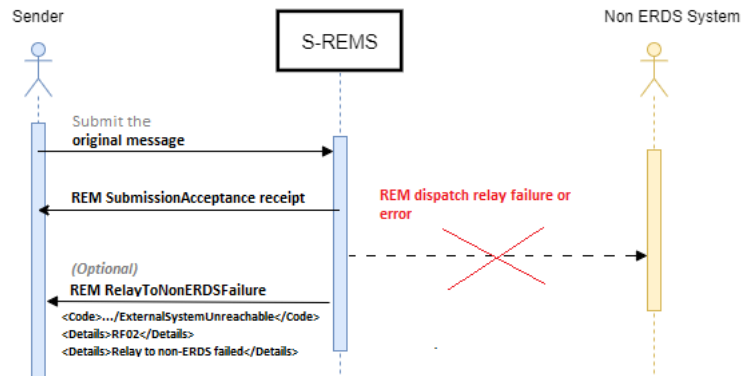 Sender
S-REMS
Non ERDS System
Submit the
original message
REM SubmissionAcceptance receipt
REM dispatch relay failure or
error
(Optional)
REM RelayToNonERDSFailure
<Code>.../ExternalSystemUnreachable</Code>
<Details>RF02</Details>
<Details>Relay to non-ERDS failed</Details>